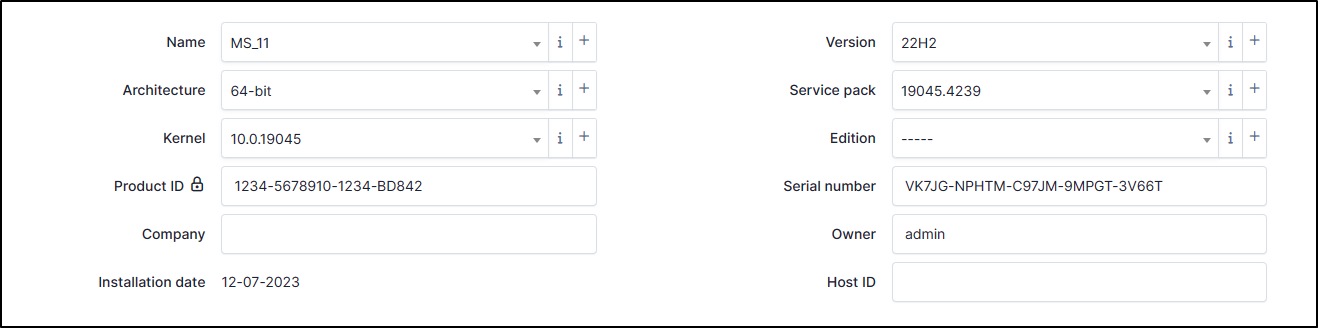 Name MS_11 i + Version 22H2 i +
Architecture 64-bit i + Service pack 19045.4239 i +
Kernel 10.0.19045 i + Edition ----- i +
Product ID 1234-5678910-1234-BD842 Serial number VK7JG-NPHTM-C97JM-9MPGT-3V66T
Company Owner admin
Installation date 12-07-2023 Host ID